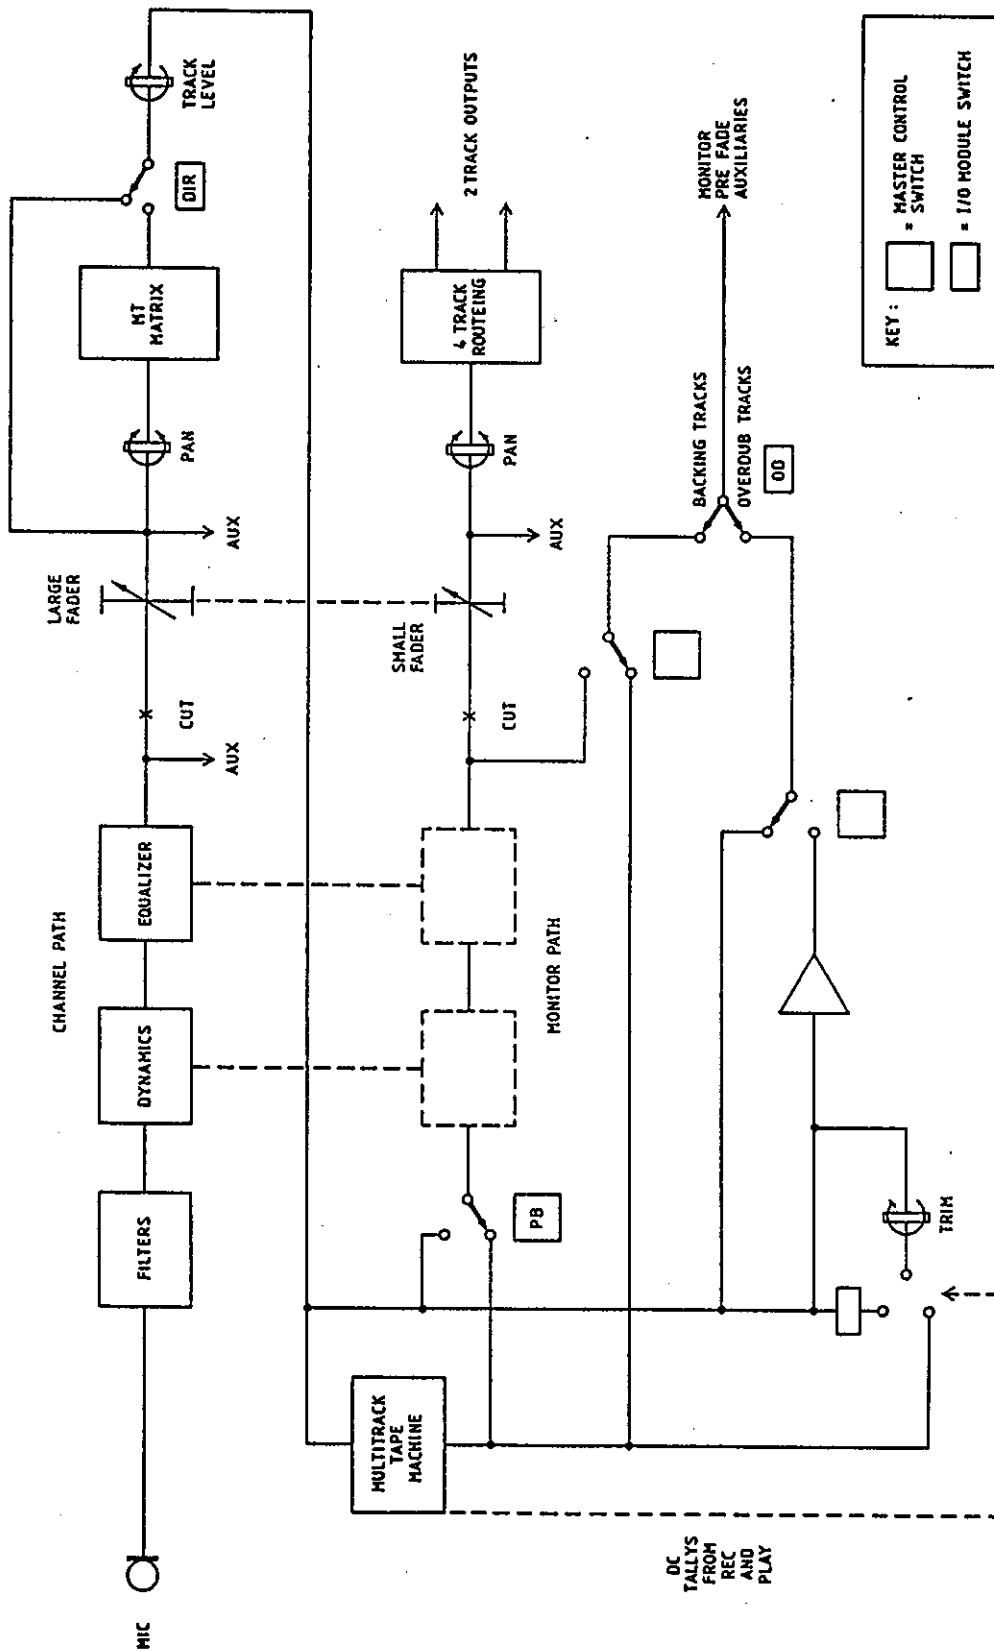 MIC
CHANNEL PATH
FILTERS
DYNAMICS
EQUALIZER
AUX
CUT
LARGE
FADER
AUX
PAN
MT
MATRIX
DIR
TRACK
LEVEL
MULTITRACK
TAPE
MACHINE
PB
MONITOR PATH
CUT
SMALL
FADER
AUX
PAN
4 TRACK
ROUTEING
2 TRACK OUTPUTS
DC
TALLYS
FROM
REC
AND
PLAY
TRIM
BACKING TRACKS
OVERDUB TRACKS
OD
MONITOR
PRE FADE
AUXILIARIES
KEY:
= MASTER CONTROL
SWITCH
= I/O MODULE SWITCH